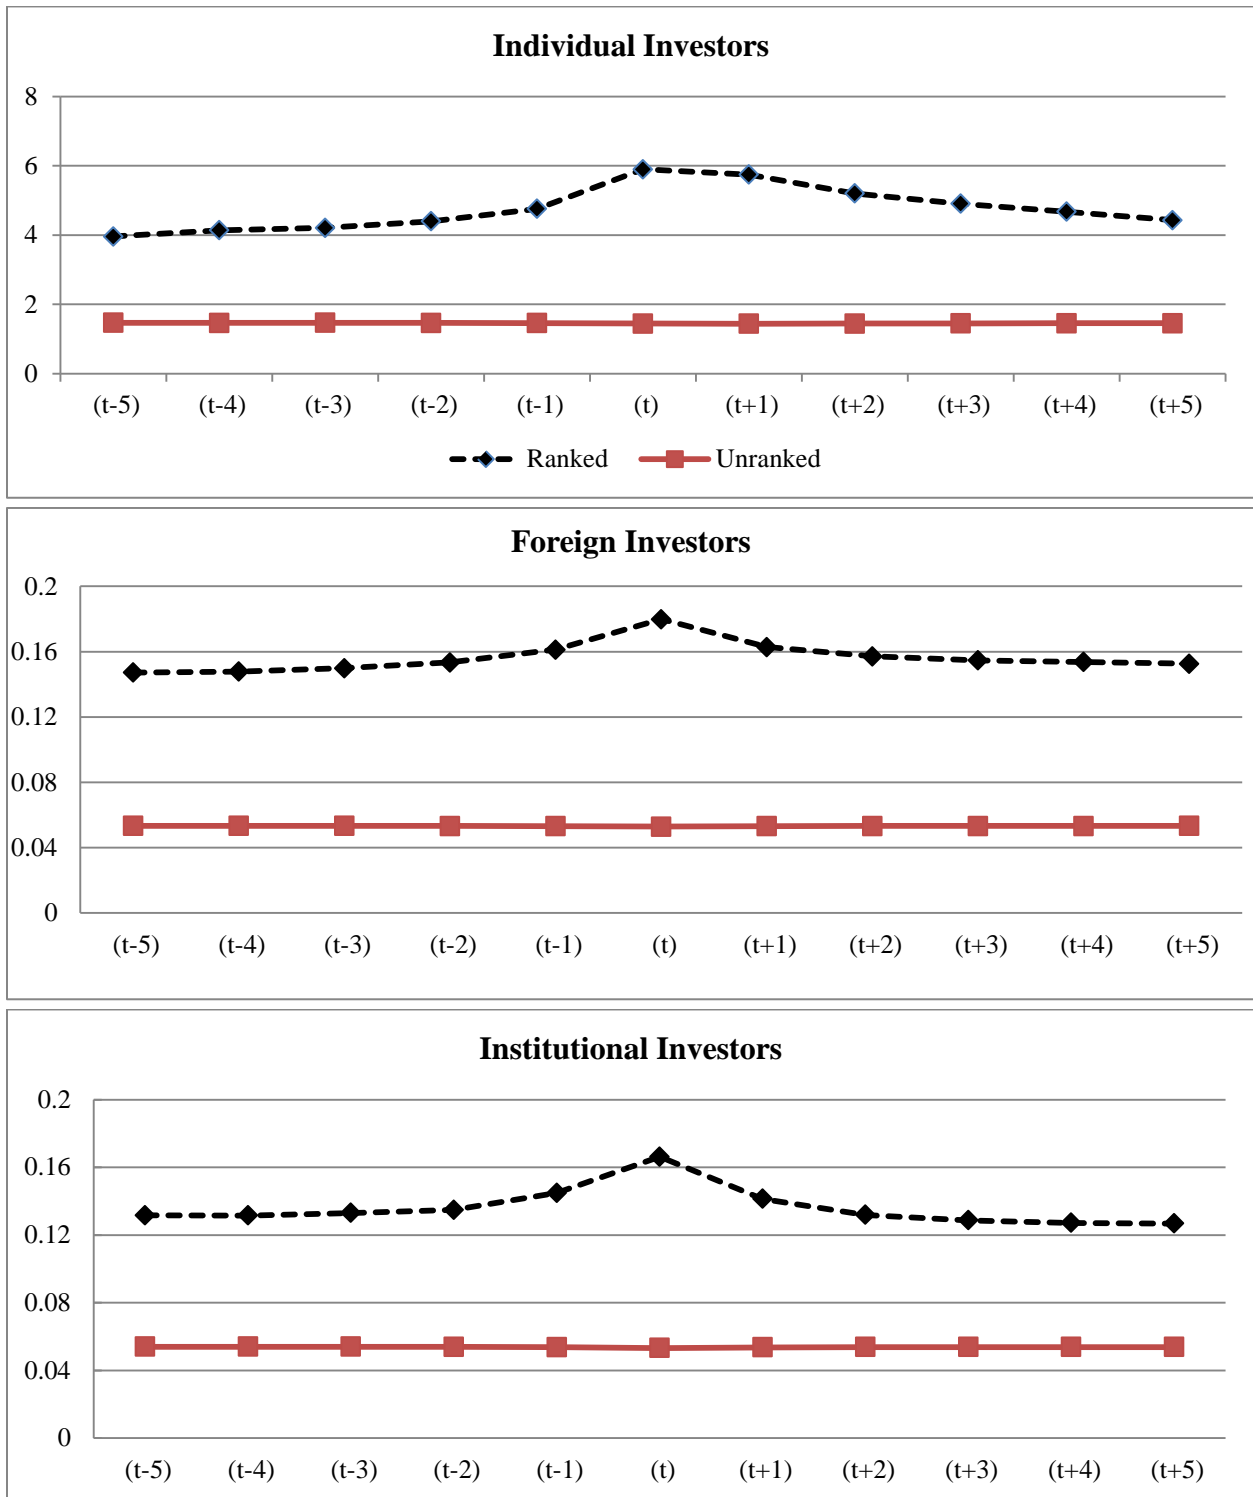 Individual Investors
8
6
4
2
0
(t-5) (t-4) (t-3) (t-2) (t-1) (t) (t+1) (t+2) (t+3) (t+4) (t+5)
Ranked Unranked
Foreign Investors
0.2
0.16
0.12
0.08
0.04
0
(t-5) (t-4) (t-3) (t-2) (t-1) (t) (t+1) (t+2) (t+3) (t+4) (t+5)
Institutional Investors
0.2
0.16
0.12
0.08
0.04
0
(t-5) (t-4) (t-3) (t-2) (t-1) (t) (t+1) (t+2) (t+3) (t+4) (t+5)